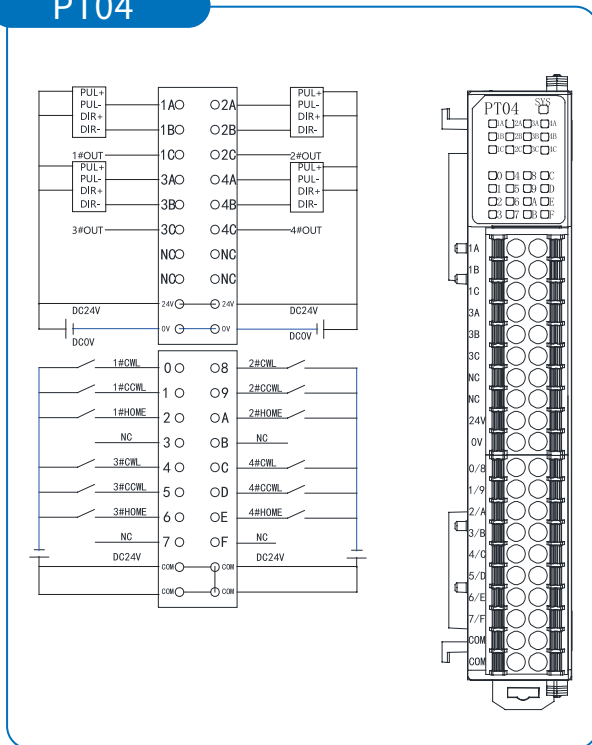 PT04
PUL+ PUL+
PUL- PUL-
DIR+ DIR+
DIR- DIR-
1A 2A
1B 2B
1#OUT 1C 2C 2#OUT
PUL+ PUL+
PUL- PUL-
DIR+ DIR+
DIR- DIR-
3A 4A
3B 4B
3#OUT 3C 4C 4#OUT
NC NC
NC NC
DC24V 24V 24V DC24V
DC0V 0V 0V DC0V
1#CWL 0 8 2#CWL
1#CCWL 1 9 2#CCWL
1#HOME 2 A 2#HOME
NC 3 B NC
3#CWL 4 C 4#CWL
3#CCWL 5 D 4#CCWL
3#HOME 6 E 4#HOME
NC 7 F NC
DC24V COM COM DC24V
COM COM
PT04 SYS
1A 2A 3A 4A
1B 2B 3B 4B
1C 2C 3C 4C
0 4 8 C
1 5 9 D
2 6 A E
3 7 B F
1A
1B
1C
3A
3B
3C
NC
NC
24V
0V
0/8
1/9
2/A
3/B
4/C
5/D
6/E
7/F
COM
COM